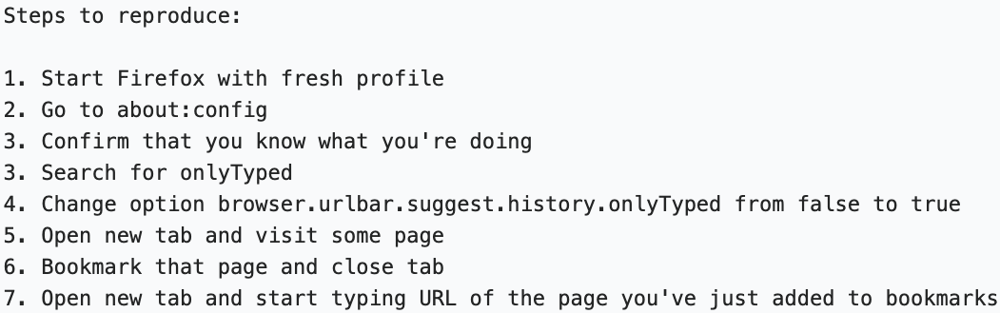 Steps to reproduce:
1. Start Firefox with fresh profile
2. Go to about:config
3. Confirm that you know what you're doing
3. Search for onlyTyped
4. Change option browser.urlbar.suggest.history.onlyTyped from false to true
5. Open new tab and visit some page
6. Bookmark that page and close tab
7. Open new tab and start typing URL of the page you've just added to bookmarks